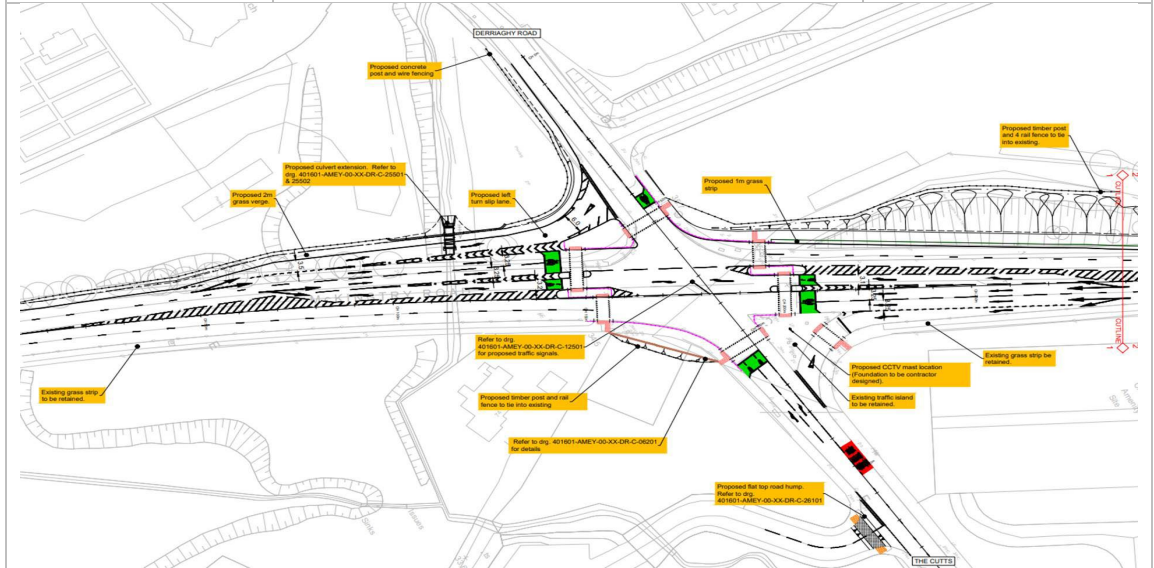 DERRIAGHY ROAD
Proposed concrete
post and wire fencing
Proposed timber post
and 4 rail fence to tie
into existing.
Proposed culvert extension. Refer to
drg. 401601-AMEY-00-XX-DR-C-25501
& 25502
Proposed 2m
grass verge.
Proposed left
turn slip lane.
Proposed 1m grass
strip
OUTLINE
OUTLINE
Refer to drg.
401601-AMEY-00-XX-DR-C-12501
for proposed traffic signals.
Existing grass strip
to be retained.
Proposed timber post and rail
fence to tie into existing
Proposed CCTV mast location
(Foundation to be contractor
designed).
Existing grass strip be
retained.
Existing traffic island
to be retained.
Refer to drg. 401601-AMEY-00-XX-DR-C-06201
for details
Proposed flat top road hump.
Refer to drg.
401601-AMEY-00-XX-DR-C-26101
Sinks
Issues
THE CUTTS